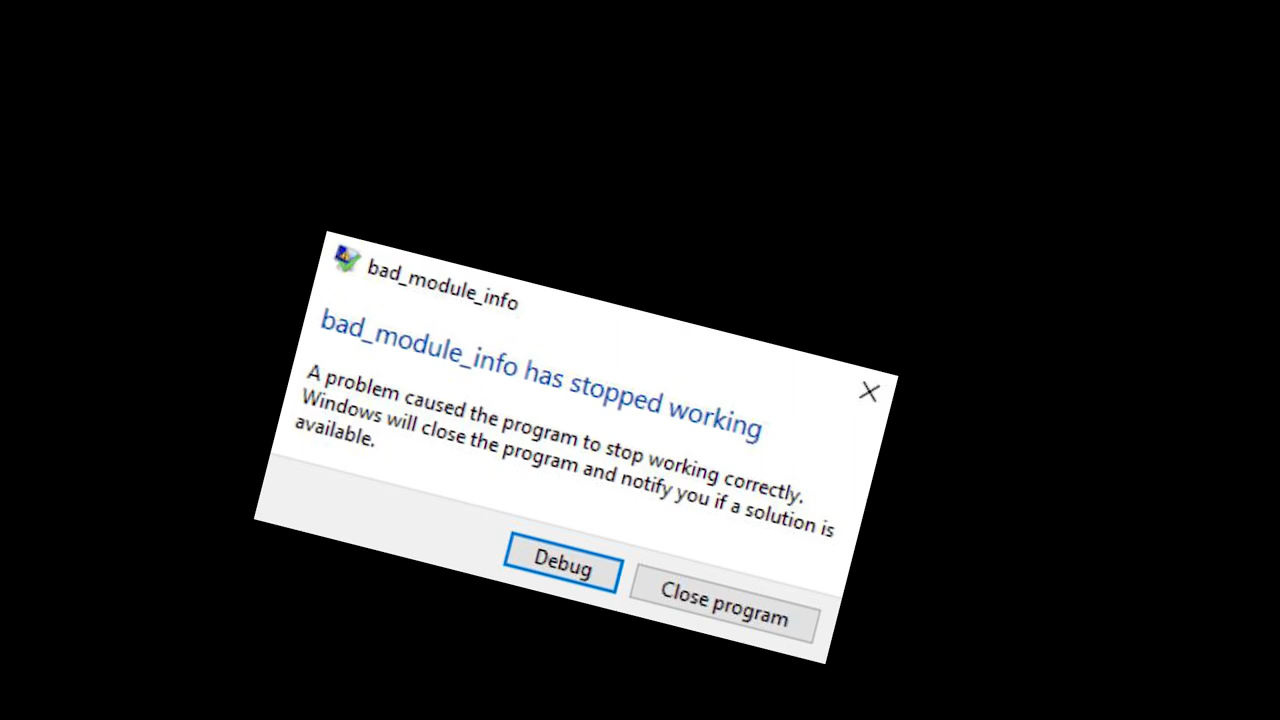 bad_module_info
bad_module_info has stopped working
A problem caused the program to stop working correctly.
Windows will close the program and notify you if a solution is
available.
Debug
Close program